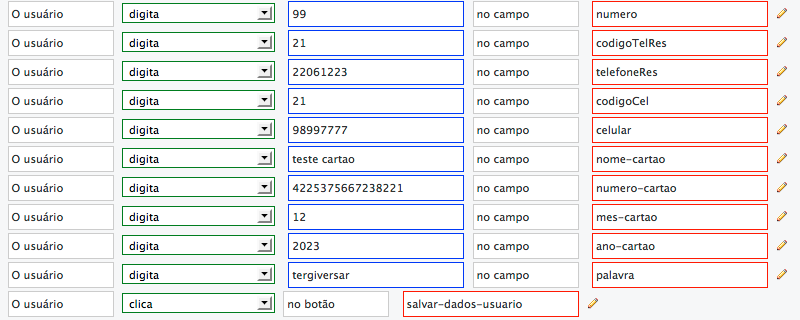 O usuário digita 99 no campo numero
O usuário digita 21 no campo codigoTelRes
O usuário digita 22061223 no campo telefoneRes
O usuário digita 21 no campo codigoCel
O usuário digita 98997777 no campo celular
O usuário digita teste cartao no campo nome-cartao
O usuário digita 4225375667238221 no campo numero-cartao
O usuário digita 12 no campo mes-cartao
O usuário digita 2023 no campo ano-cartao
O usuário digita tergiversar no campo palavra
O usuário clica no botão salvar-dados-usuario